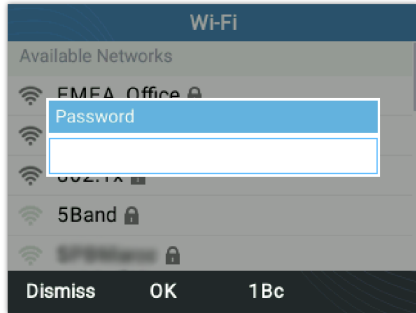 Wi-Fi
Available Networks
EMEA_Office
Password
802.1x
5Band
Dismiss OK 1Bc